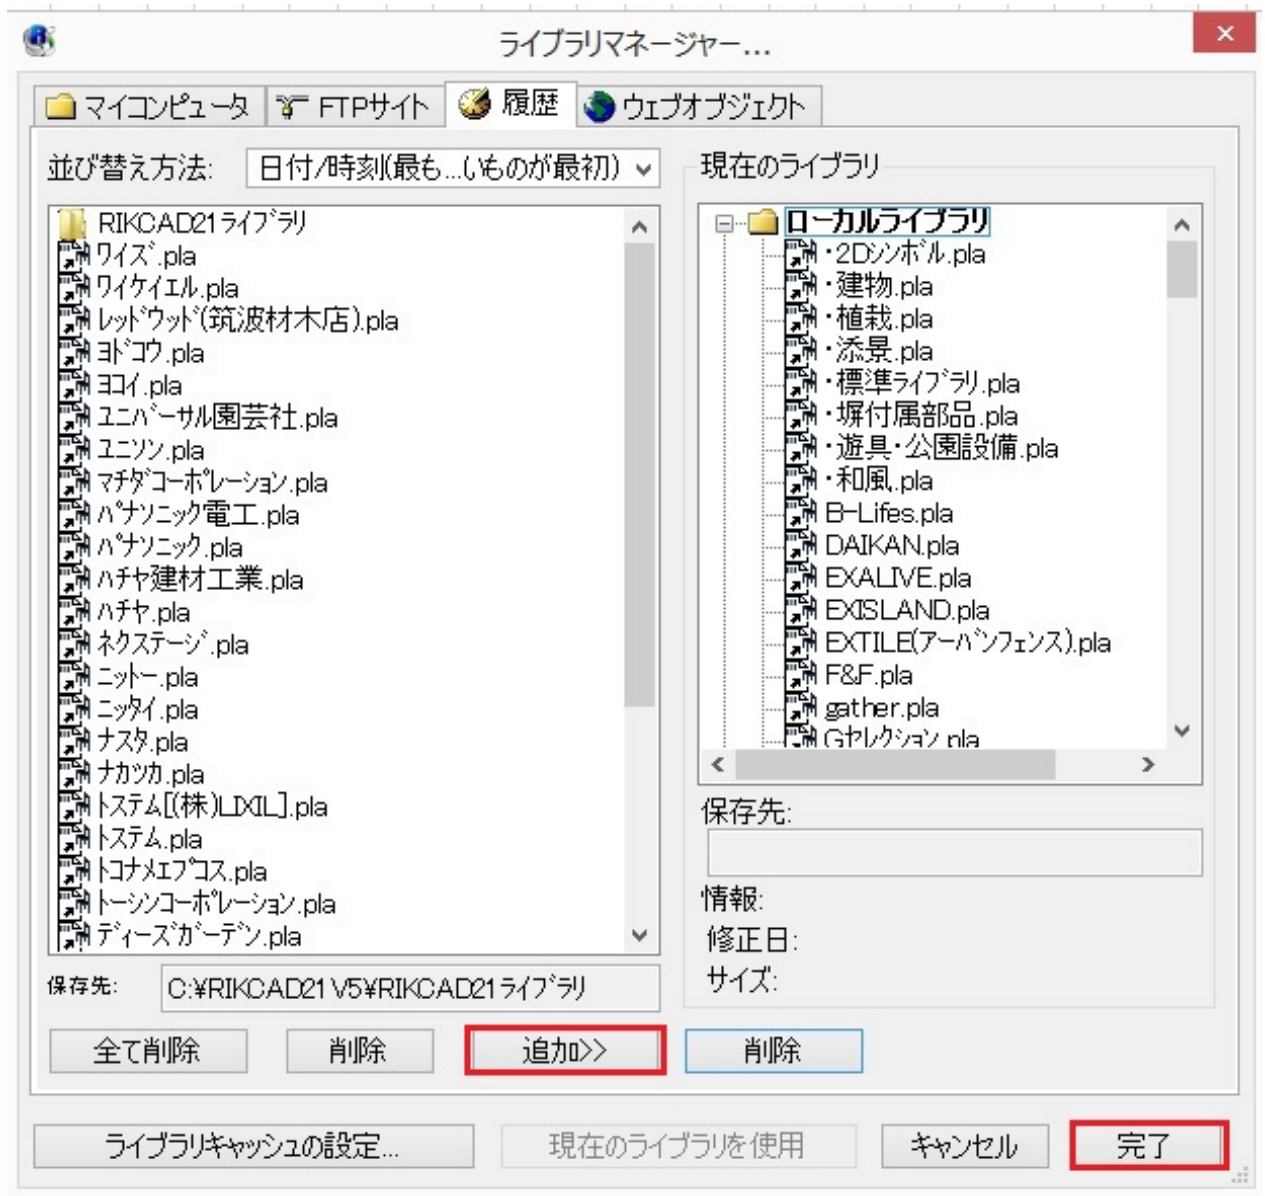 ライブラリマネージャー...
マイコンピュータ FTPサイト 履歴 ウェブオブジェクト
並び替え方法: 日付/時刻(最も...いものが最初)
RIKCAD21ﾗｲﾌﾞﾗﾘ
ﾜｲｽﾞ.pla
ﾜｲｹｲｴﾙ.pla
ﾚｯﾄﾞｳｯﾄﾞ(筑波材木店).pla
ﾖﾄﾞｺｳ.pla
ﾖｺｲ.pla
ﾕﾆﾊﾞｰｻﾙ園芸社.pla
ﾕﾆｿﾝ.pla
ﾏﾁﾀﾞｺｰﾎﾟﾚｰｼｮﾝ.pla
ﾊﾟﾅｿﾆｯｸ電工.pla
ﾊﾟﾅｿﾆｯｸ.pla
ﾊﾁﾔ建材工業.pla
ﾊﾁﾔ.pla
ﾈｸｽﾃｰｼﾞ.pla
ﾆｯﾄｰ.pla
ﾆｯﾀｲ.pla
ﾅｽﾀ.pla
ﾅｶﾂｶ.pla
ﾄｽﾃﾑ[(株)LIXIL].pla
ﾄｽﾃﾑ.pla
ﾄｺﾅﾒｴﾌﾟｺｽ.pla
ﾄｰｼﾝｺｰﾎﾟﾚｰｼｮﾝ.pla
ﾃﾞｨｰｽﾞｶﾞｰﾃﾞﾝ.pla
保存先: C:¥RIKCAD21 V5¥RIKCAD21ﾗｲﾌﾞﾗﾘ
全て削除 削除 追加>>
現在のライブラリ
ローカルライブラリ
・2Dｼﾝﾎﾞﾙ.pla
・建物.pla
・植栽.pla
・添景.pla
・標準ﾗｲﾌﾞﾗﾘ.pla
・塀付属部品.pla
・遊具・公園設備.pla
・和風.pla
B-Lifes.pla
DAIKAN.pla
EXALIVE.pla
EXISLAND.pla
EXTILE(ｱｰﾊﾞﾝﾌｪﾝｽ).pla
F&F.pla
gather.pla
Gｾﾚｸｼｮﾝ.pla
保存先:
情報:
修正日:
サイズ:
削除
ライブラリキャッシュの設定... 現在のライブラリを使用 キャンセル 完了